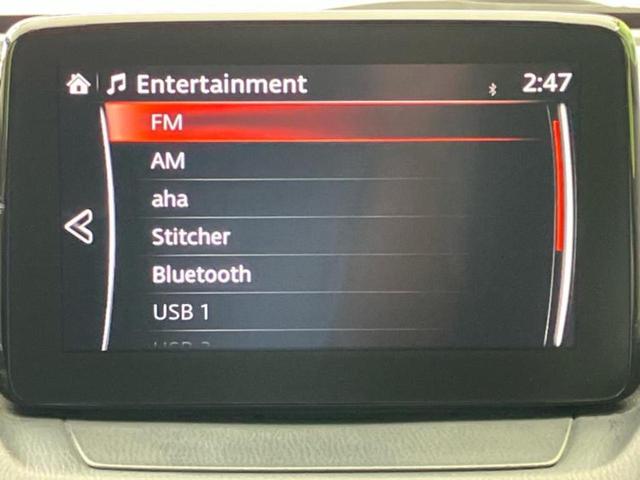 Entertainment 2:47
FM
AM
aha
Stitcher
Bluetooth
USB 1